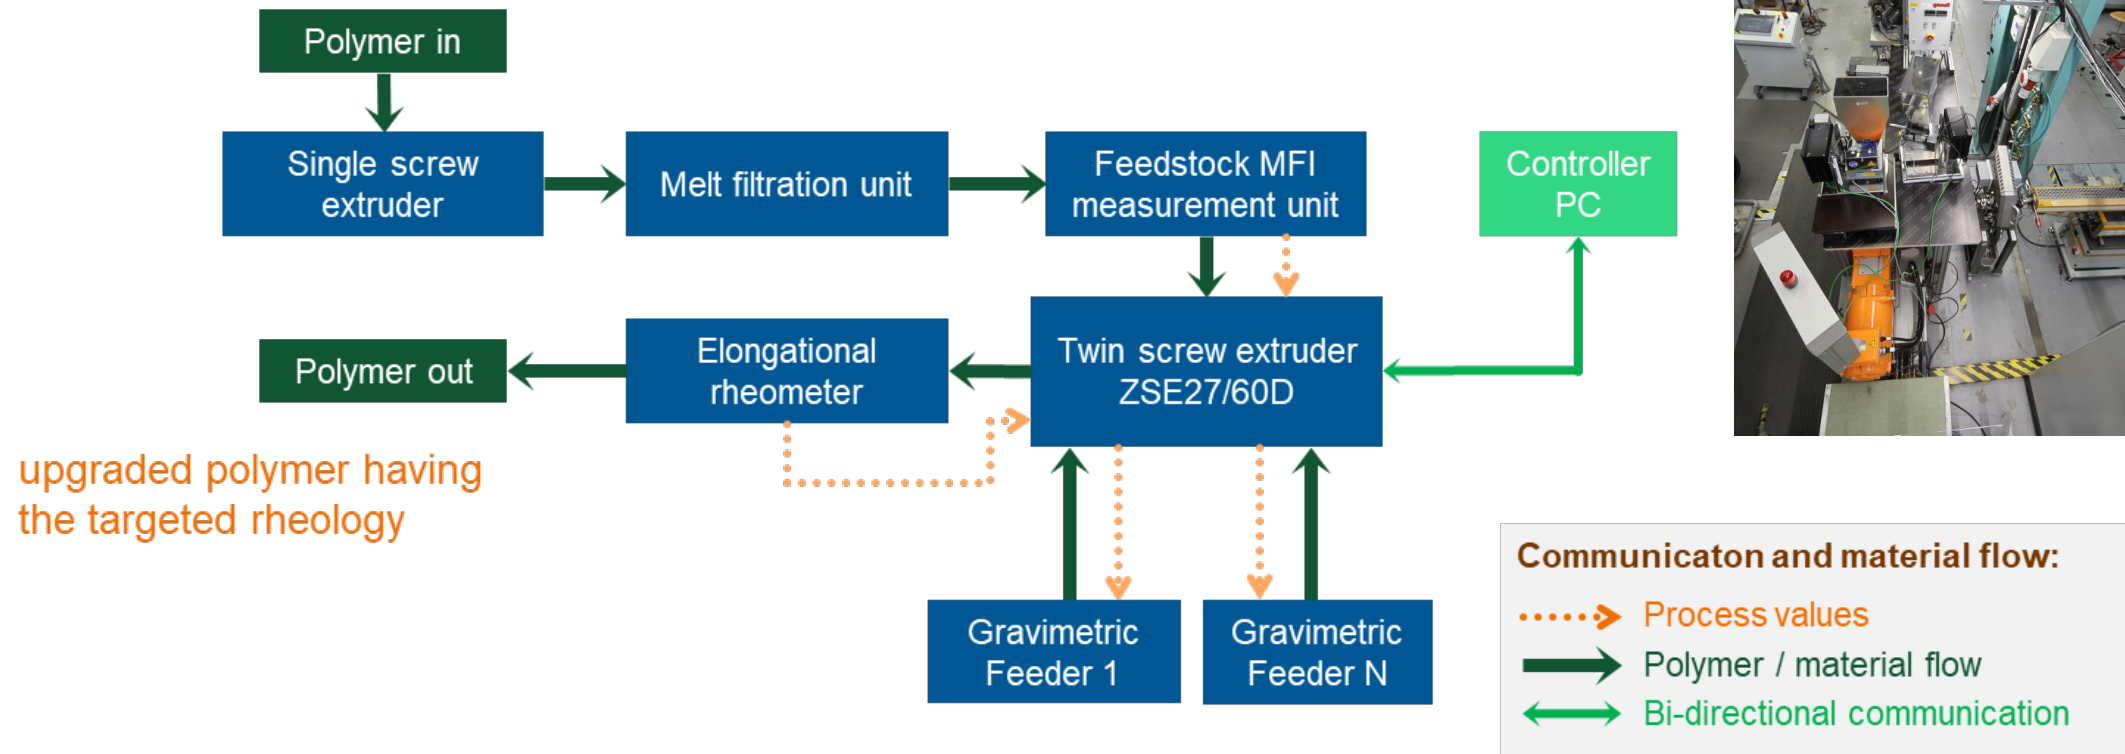 Polymer in
Single screw
extruder
Melt filtration unit
Feedstock MFI
measurement unit
Controller
PC
Polymer out
Elongational
rheometer
Twin screw extruder
ZSE27/60D
upgraded polymer having
the targeted rheology
Gravimetric
Feeder 1
Gravimetric
Feeder N
Communicaton and material flow:
Process values
Polymer / material flow
Bi-directional communication